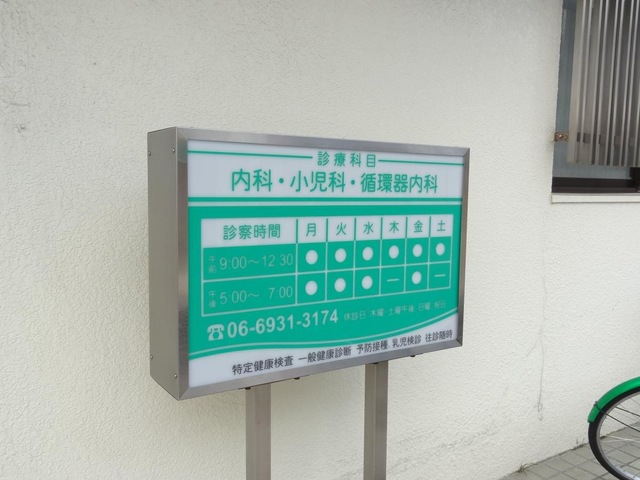 診療科目
内科・小児科・循環器内科
診察時間 月 火 水 木 金 土
午前 9:00〜12:30 ● ● ● ● ● ●
午後 5:00〜 7:00 ● ● ● — ● —
☎06-6931-3174 休診日 木曜・土曜午後、日曜、祝日
特定健康検査 一般健康診断 予防接種、乳児検診 往診随時